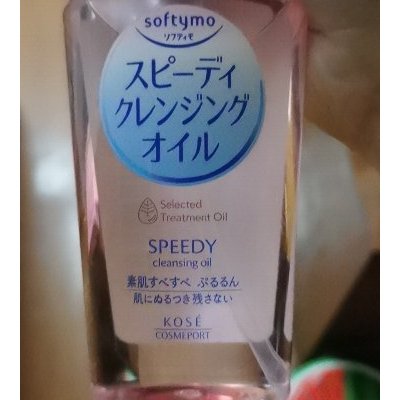 softymo
ソフティモ
スピーディ
クレンジング
オイル
Selected
Treatment Oil
SPEEDY
cleansing oil
素肌すべすべ ぷるるん
肌にぬるつき残さない
KOSÉ
COSMEPORT